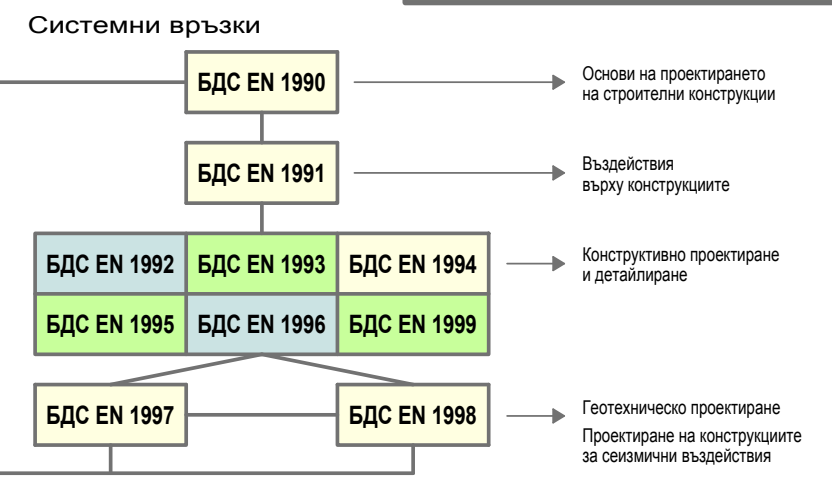 Системни връзки
БДС EN 1990
Основи на проектирането
на строителни конструкции
БДС EN 1991
Въздействия
върху конструкциите
БДС EN 1992 БДС EN 1993 БДС EN 1994
Конструктивно проектиране
и детайлиране
БДС EN 1995 БДС EN 1996 БДС EN 1999
БДС EN 1997 БДС EN 1998
Геотехническо проектиране
Проектиране на конструкциите
за сеизмични въздействия